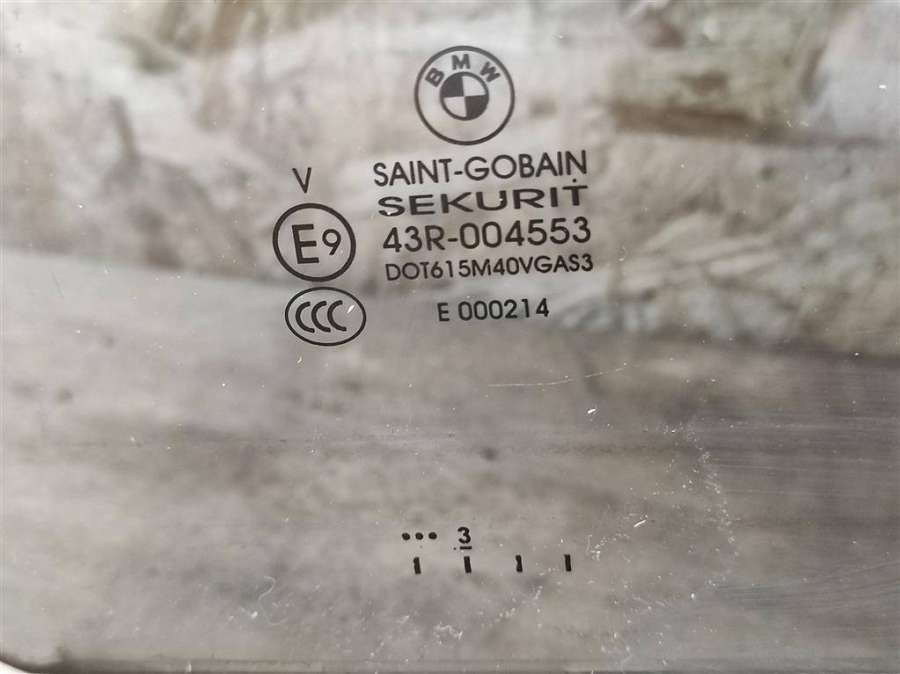 BMW
SAINT-GOBAIN
V
SEKURIT
E9 43R-004553
DOT615M40VGAS3
CCC E 000214
••• 3